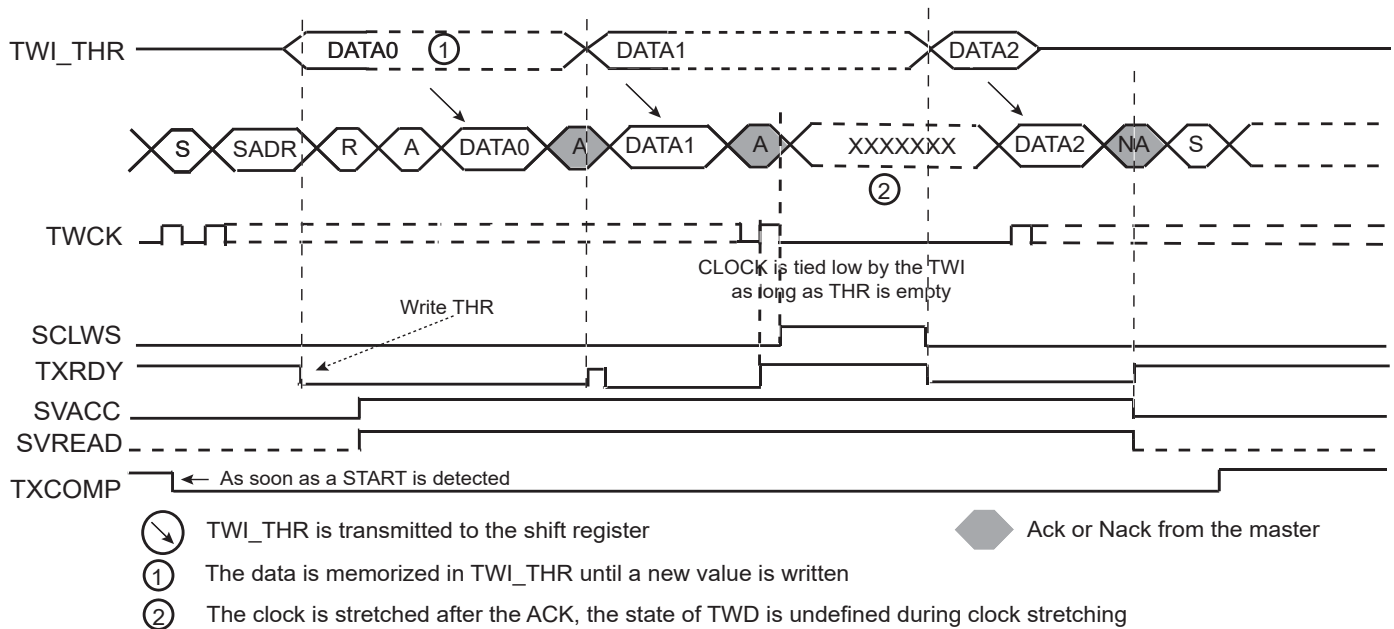 TWI_THR DATA0 1 DATA1 DATA2
S SADR R A DATA0 A DATA1 A XXXXXXX DATA2 NA S
2
TWCK
CLOCK is tied low by the TWI
as long as THR is empty
Write THR
SCLWS
TXRDY
SVACC
SVREAD
TXCOMP As soon as a START is detected
TWI_THR is transmitted to the shift register Ack or Nack from the master
1 The data is memorized in TWI_THR until a new value is written
2 The clock is stretched after the ACK, the state of TWD is undefined during clock stretching